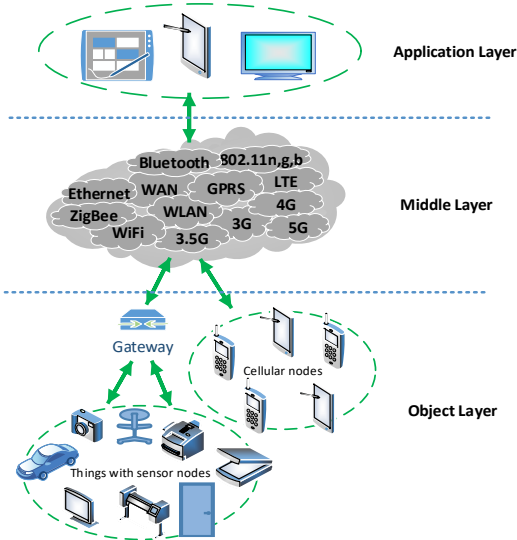 Application Layer
Bluetooth
802.11n,g,b
Ethernet
WAN
GPRS
LTE
ZigBee
WLAN
4G
WiFi
3.5G
3G
5G
Middle Layer
Gateway
Cellular nodes
Object Layer
Things with sensor nodes